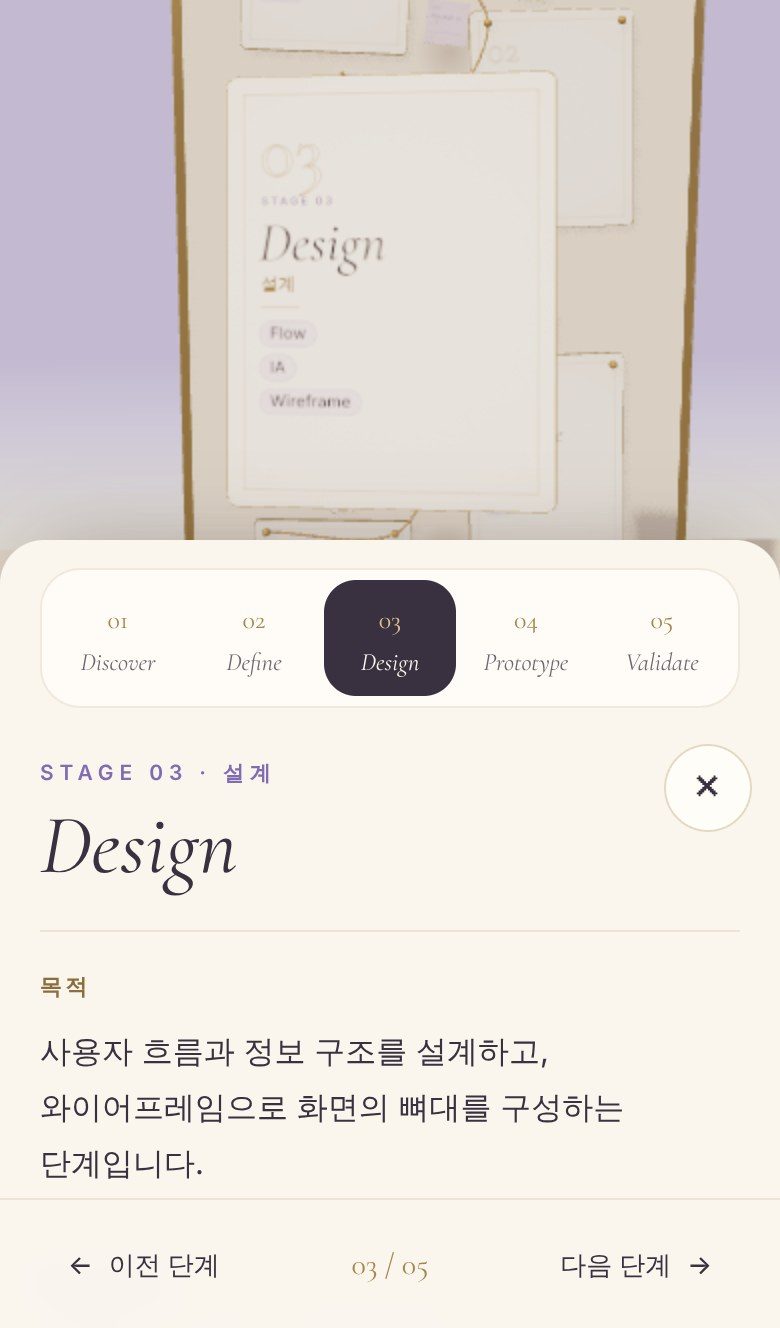 02
03
STAGE 03
Design
설계
Flow
IA
Wireframe
01 02 03 04 05
Discover Define Design Prototype Validate
STAGE 03 · 설계
Design
목적
사용자 흐름과 정보 구조를 설계하고,
와이어프레임으로 화면의 뼈대를 구성하는
단계입니다.
← 이전 단계 03 / 05 다음 단계 →